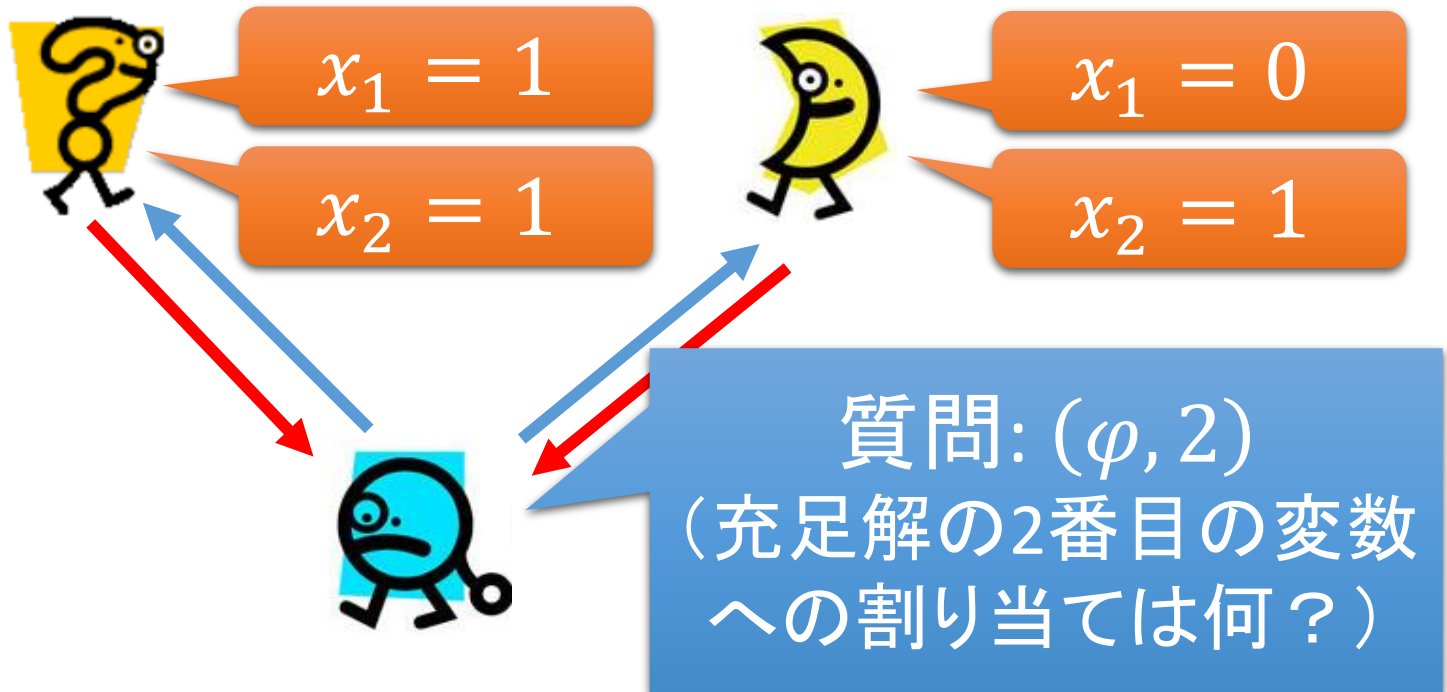 x₁ = 1
x₂ = 1
x₁ = 0
x₂ = 1
質問: (φ, 2)
（充足解の2番目の変数
への割り当ては何？）